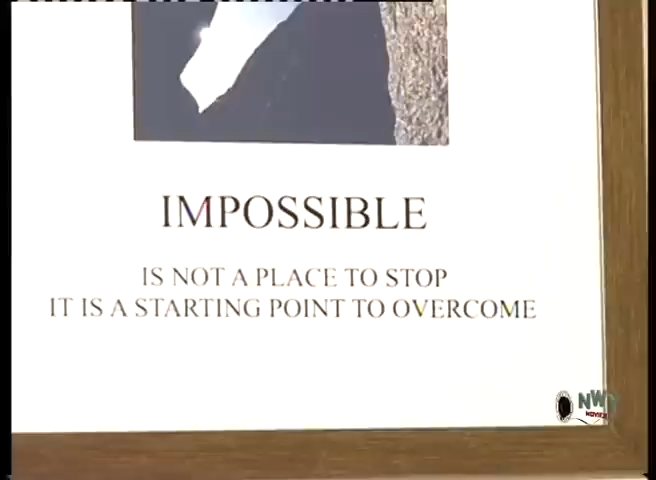 IMPOSSIBLE
IS NOT A PLACE TO STOP
IT IS A STARTING POINT TO OVERCOME